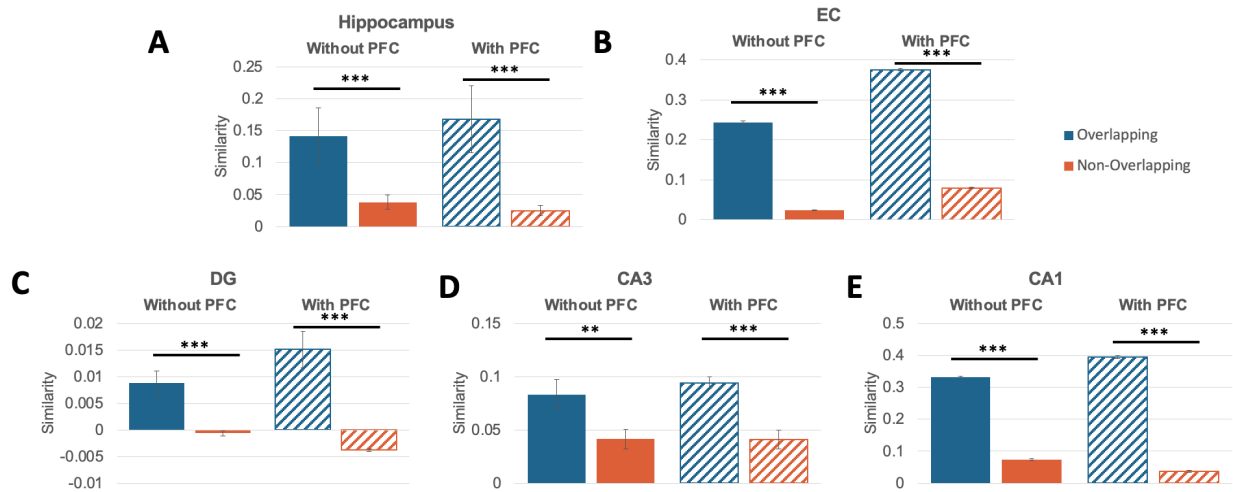 A
Hippocampus
Without PFC
With PFC
Similarity
0.25
0.2
0.15
0.1
0.05
0
***
***
B
EC
Without PFC
With PFC
Similarity
0.4
0.3
0.2
0.1
0
***
***
Overlapping
Non-Overlapping
C
DG
Without PFC
With PFC
Similarity
0.02
0.015
0.01
0.005
0
-0.005
-0.01
***
***
D
CA3
Without PFC
With PFC
Similarity
0.15
0.1
0.05
0
**
***
E
CA1
Without PFC
With PFC
Similarity
0.5
0.4
0.3
0.2
0.1
0
***
***